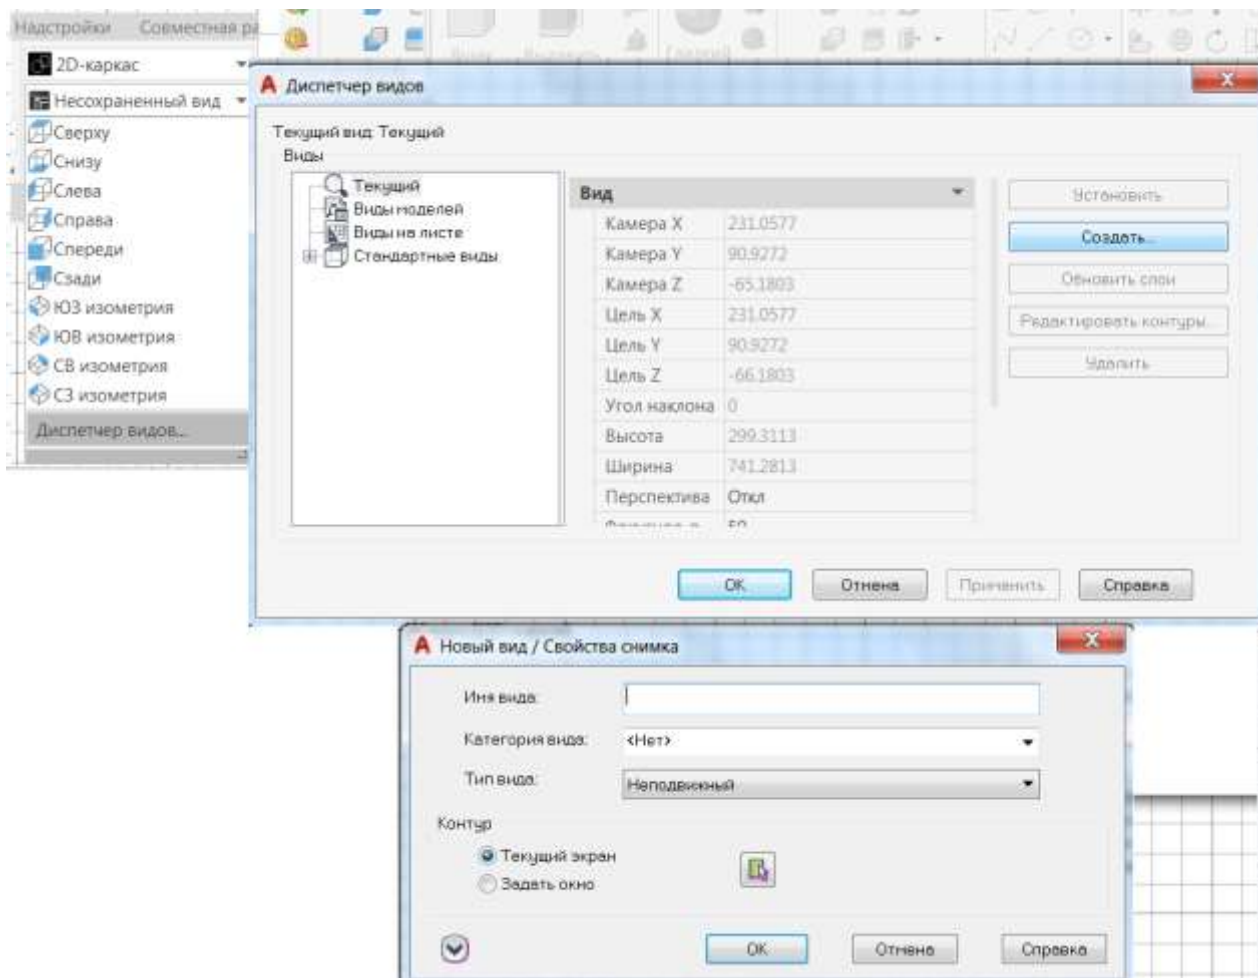 Надстройки Совместная ра
2D-каркас
Несохраненный вид
Сверху
Снизу
Слева
Справа
Спереди
Сзади
ЮЗ изометрия
ЮВ изометрия
СВ изометрия
СЗ изометрия
Диспетчер видов...
Диспетчер видов
Текущий вид: Текущий
Виды
Текущий
Виды моделей
Виды на листе
Стандартные виды
Вид
Камера X 231.0577
Камера Y 90.9272
Камера Z -65.1803
Цель X 231.0577
Цель Y 90.9272
Цель Z -66.1803
Угол наклона 0
Высота 299.3113
Ширина 741.2813
Перспектива Откл
50
Установить
Создать...
Обновить слои
Редактировать контуры...
Удалить
ОК Отмена Применить Справка
Новый вид / Свойства снимка
Имя вида:
Категория вида: <Нет>
Тип вида: Неподвижный
Контур
Текущий экран
Задать окно
ОК Отмена Справка